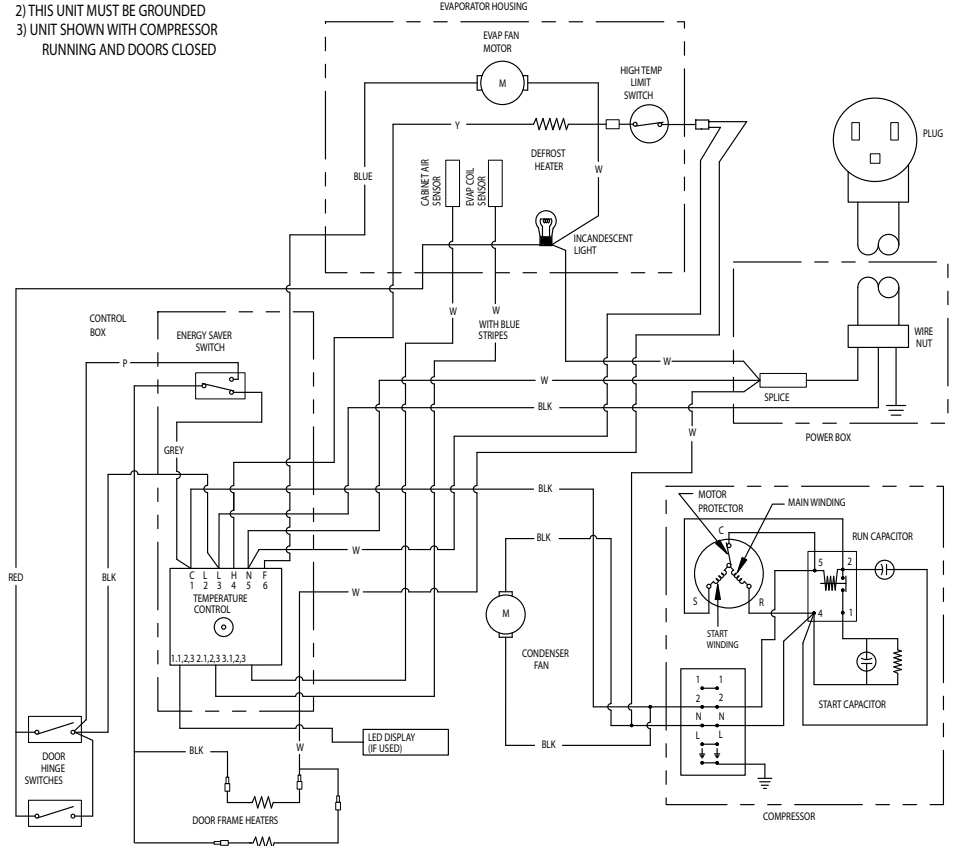 2) THIS UNIT MUST BE GROUNDED
3) UNIT SHOWN WITH COMPRESSOR
RUNNING AND DOORS CLOSED
EVAPORATOR HOUSING
EVAP FAN
MOTOR
M
HIGH TEMP
LIMIT
SWITCH
PLUG
Y
DEFROST
HEATER
BLUE
CABINET AIR
SENSOR
EVAP COIL
SENSOR
W
INCANDESCENT
LIGHT
CONTROL
BOX
ENERGY SAVER
SWITCH
W
W
WITH BLUE
STRIPES
WIRE
NUT
P
W
W
SPLICE
BLK
POWER BOX
GREY
W
BLK
MOTOR
PROTECTOR
MAIN WINDING
C
RUN CAPACITOR
BLK
W
5
2
RED
BLK
C
L
L
H
N
F
1
2
3
4
5
6
TEMPERATURE
CONTROL
W
S
R
4
1
M
START
WINDING
CONDENSER
FAN
1.1,2,3 2.1,2,3 3.1,2,3
1
1
2
2
N
N
L
L
START CAPACITOR
LED DISPLAY
(IF USED)
BLK
W
BLK
DOOR
HINGE
SWITCHES
DOOR FRAME HEATERS
COMPRESSOR